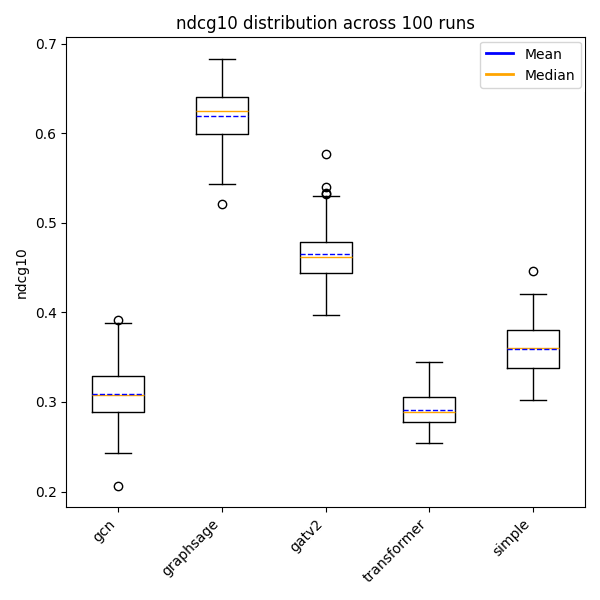 ndcg10 distribution across 100 runs
Mean
Median
ndcg10
0.7
0.6
0.5
0.4
0.3
0.2
gcn
graphsage
gatv2
transformer
simple